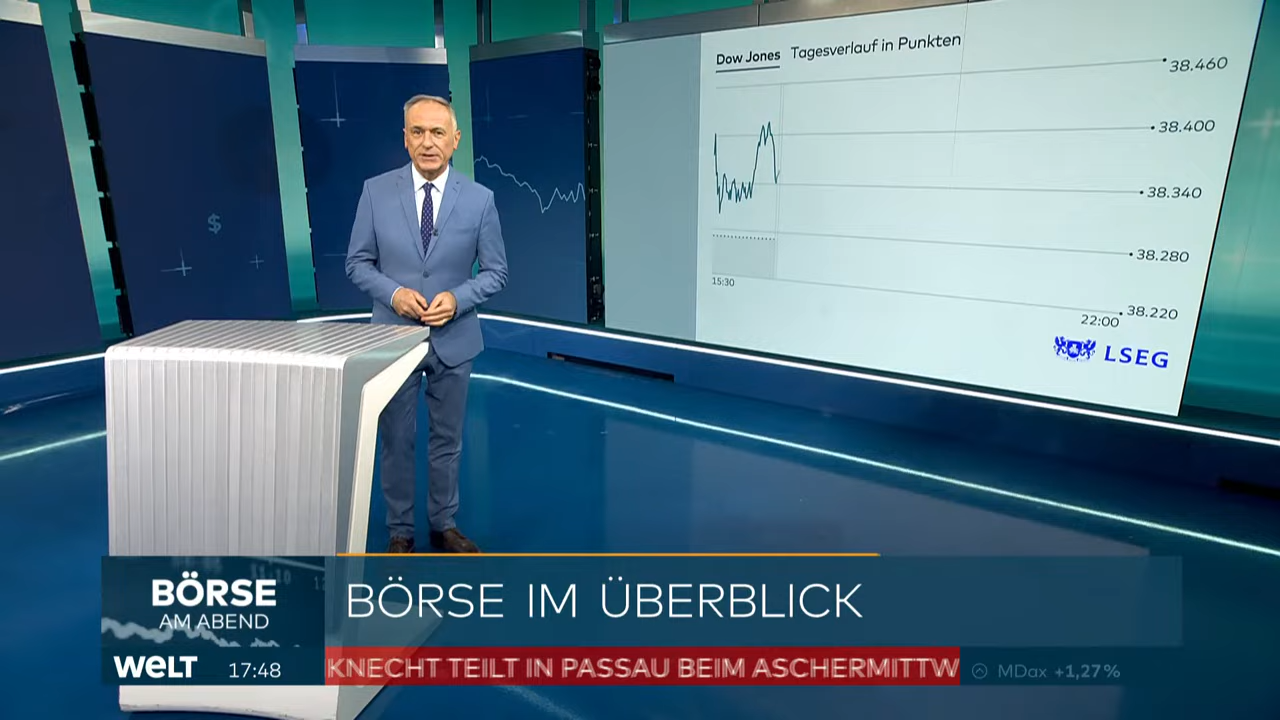 Dow Jones Tagesverlauf in Punkten
38.460
38.400
38.340
38.280
38.220
15:30
22:00
LSEG
$
BÖRSE
AM ABEND
BÖRSE IM ÜBERBLICK
welt 17:48
KNECHT TEILT IN PASSAU BEIM ASCHERMITTW
MDax +1,27%